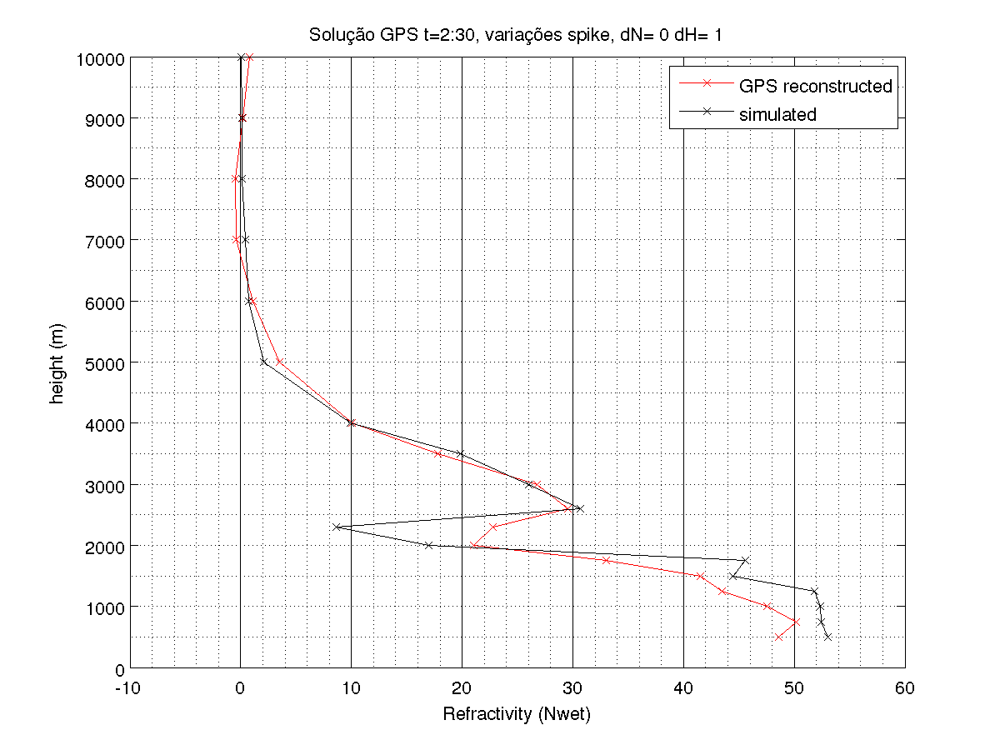 Solução GPS t=2:30, variações spike, dN= 0 dH= 1
GPS reconstructed
simulated
10000
9000
8000
7000
6000
5000
4000
3000
2000
1000
0
height (m)
-10 0 10 20 30 40 50 60
Refractivity (Nwet)